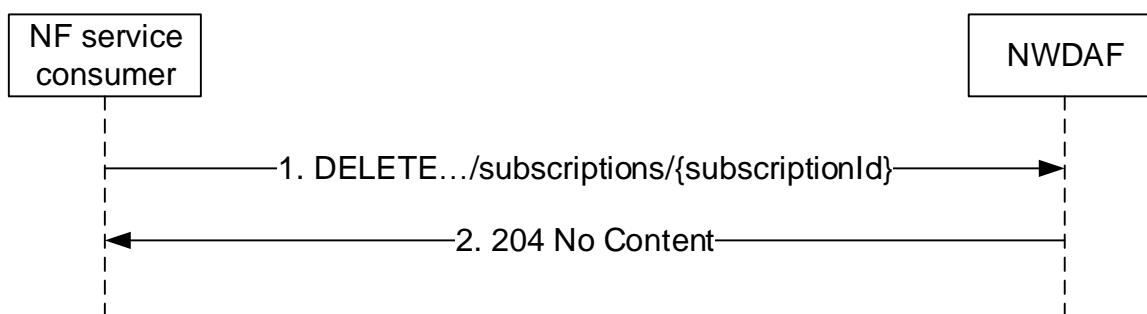 NF service
consumer
NWDAF
1. DELETE…/subscriptions/{subscriptionId}
2. 204 No Content